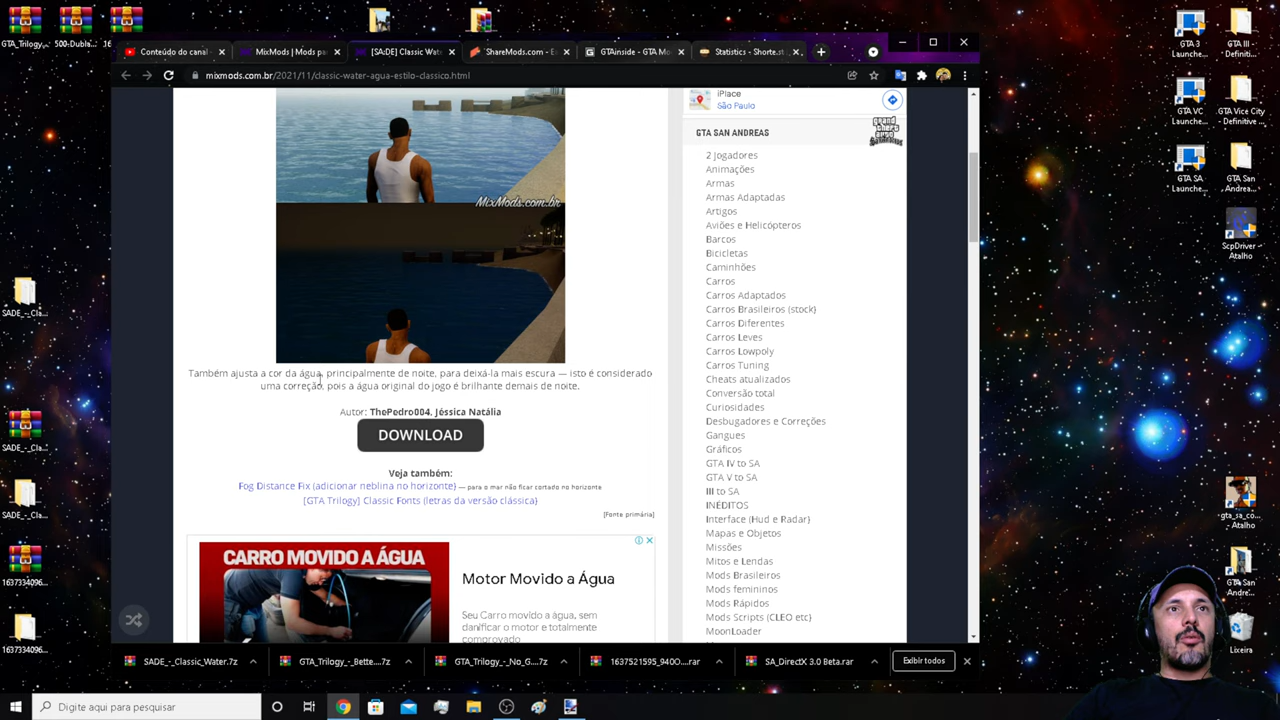 GTA_Trilogy_
500-Dubla...
Conteúdo do canal
MixMods | Mods pa
[SA:DE] Classic Wat
ShareMods.com - E
GTAinside - GTA Mo
Statistics - Shorte.st
mixmods.com.br/2021/11/classic-water-agua-estilo-classico.html
GTA 3 Launche...
GTA III - Definiti...
GTA VC Launche...
GTA Vice City - Definitive ...
GTA SA Launche...
GTA San Andrea...
ScpDriver - Atalho
gta_sa_co... - Atalho
GTA San Andre...
Lixeira
SADE_-_Cla...
SADE_-_Cla...
SADE_-_Cla...
1637334096...
1637334096...
MixMods.com.br
Também ajusta a cor da água, principalmente de noite, para deixá-la mais escura — isto é considerado
uma correção, pois a água original do jogo é brilhante demais de noite.
Autor: ThePedro004, Jéssica Natália
DOWNLOAD
Veja também:
Fog Distance Fix (adicionar neblina no horizonte) — para o mar não ficar cortado no horizonte
[GTA Trilogy] Classic Fonts (letras da versão clássica)
[Fonte primária]
CARRO MOVIDO A ÁGUA
Motor Movido a Água
Seu Carro movido a água, sem
danificar o motor e totalmente
comprovado
iPlace
São Paulo
GTA SAN ANDREAS
grand theft auto San Andreas
2 Jogadores
Animações
Armas
Armas Adaptadas
Artigos
Aviões e Helicópteros
Barcos
Bicicletas
Caminhões
Carros
Carros Adaptados
Carros Brasileiros (stock)
Carros Diferentes
Carros Leves
Carros Lowpoly
Carros Tuning
Cheats atualizados
Conversão total
Curiosidades
Desbugadores e Correções
Gangues
Gráficos
GTA IV to SA
GTA V to SA
III to SA
INÉDITOS
Interface (Hud e Radar)
Mapas e Objetos
Missões
Mitos e Lendas
Mods Brasileiros
Mods femininos
Mods Rápidos
Mods Scripts (CLEO etc)
MoonLoader
SADE_-_Classic_Water.7z
GTA_Trilogy_-_Bette....7z
GTA_Trilogy_-_No_G....7z
1637521595_940O....rar
SA_DirectX 3.0 Beta.rar
Exibir todos
Digite aqui para pesquisar